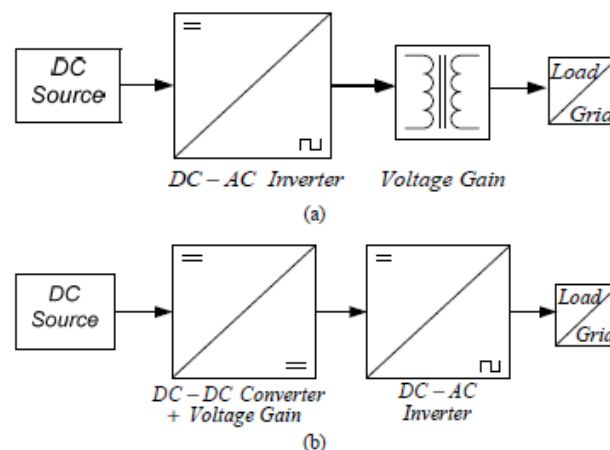 DC
Source
Load
Grid
DC – AC Inverter
Voltage Gain
(a)
DC
Source
Load
Grid
DC – DC Converter
+ Voltage Gain
DC – AC
Inverter
(b)